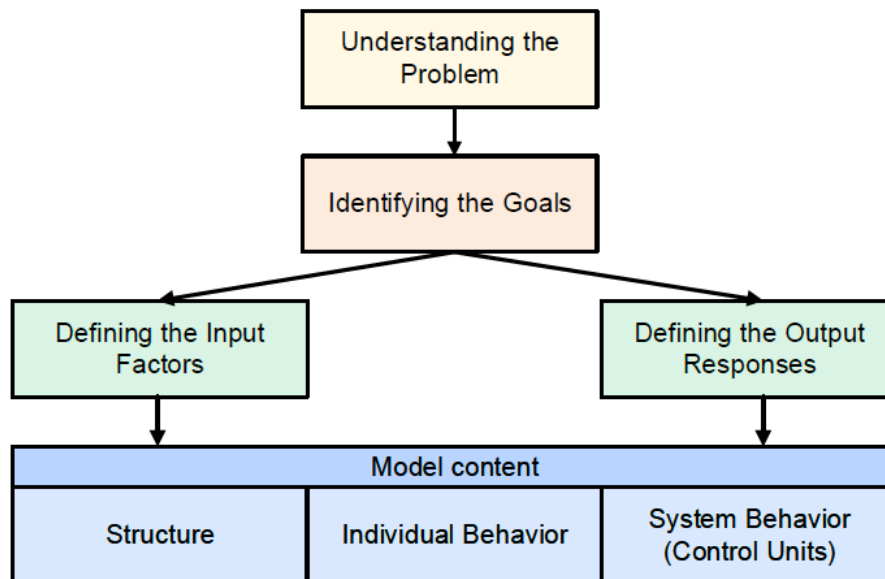 Understanding the
Problem
Identifying the Goals
Defining the Input
Factors
Defining the Output
Responses
Model content
Structure
Individual Behavior
System Behavior
(Control Units)